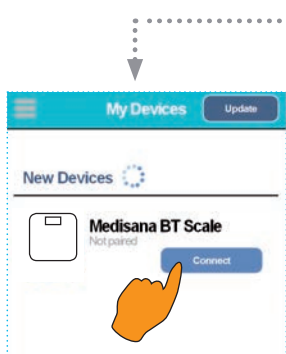 My Devices Update
New Devices
Medisana BT Scale
Not paired
Connect